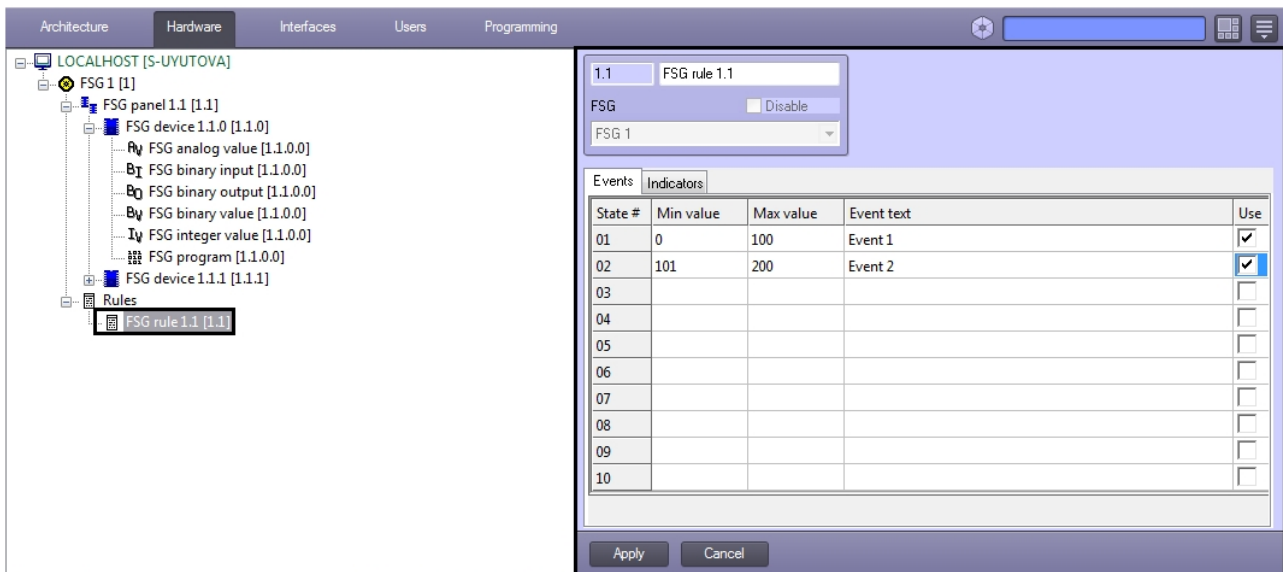 Architecture Hardware Interfaces Users Programming
LOCALHOST [S-UYUTOVA]
FSG 1 [1]
FSG panel 1.1 [1.1]
FSG device 1.1.0 [1.1.0]
AV FSG analog value [1.1.0.0]
BI FSG binary input [1.1.0.0]
BO FSG binary output [1.1.0.0]
BV FSG binary value [1.1.0.0]
IV FSG integer value [1.1.0.0]
FSG program [1.1.0.0]
FSG device 1.1.1 [1.1.1]
Rules
FSG rule 1.1 [1.1]
1.1 FSG rule 1.1
FSG Disable
FSG 1
Events Indicators
State # Min value Max value Event text Use
01 0 100 Event 1
02 101 200 Event 2
03
04
05
06
07
08
09
10
Apply Cancel